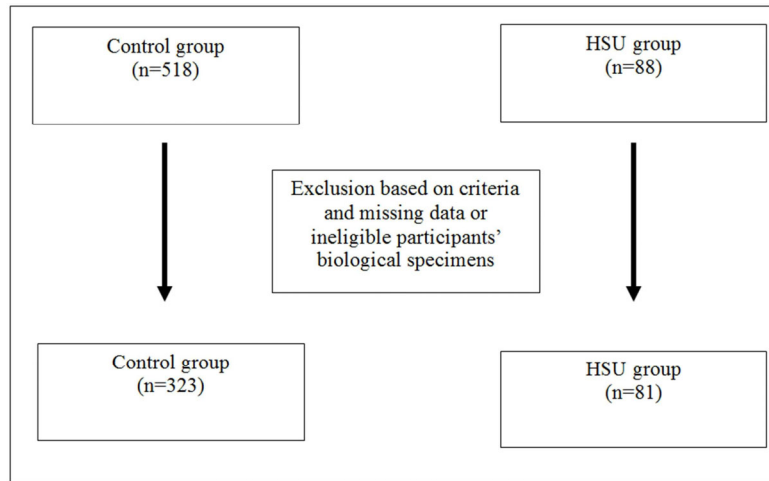 Control group
(n=518)
HSU group
(n=88)
Exclusion based on criteria
and missing data or
ineligible participants’
biological specimens
Control group
(n=323)
HSU group
(n=81)